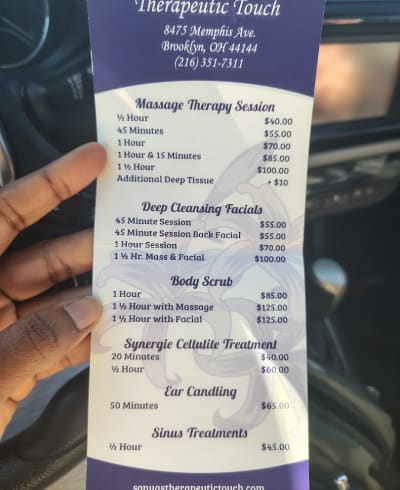 Therapeutic Touch
8475 Memphis Ave.
Brooklyn, OH 44144
(216) 351-7311
Massage Therapy Session
½ Hour $40.00
45 Minutes $55.00
1 Hour $70.00
1 Hour & 15 Minutes $85.00
1 ½ Hour $100.00
Additional Deep Tissue + $10
Deep Cleansing Facials
45 Minute Session $55.00
45 Minute Session Back Facial $55.00
1 Hour Session $70.00
1 ½ Hr. Mass & Facial $100.00
Body Scrub
1 Hour $85.00
1 ½ Hour with Massage $125.00
1 ½ Hour with Facial $125.00
Synergie Cellulite Treatment
20 Minutes $40.00
½ Hour $60.00
Ear Candling
50 Minutes $65.00
Sinus Treatments
½ Hour $45.00
sonyastherapeutictouch.com